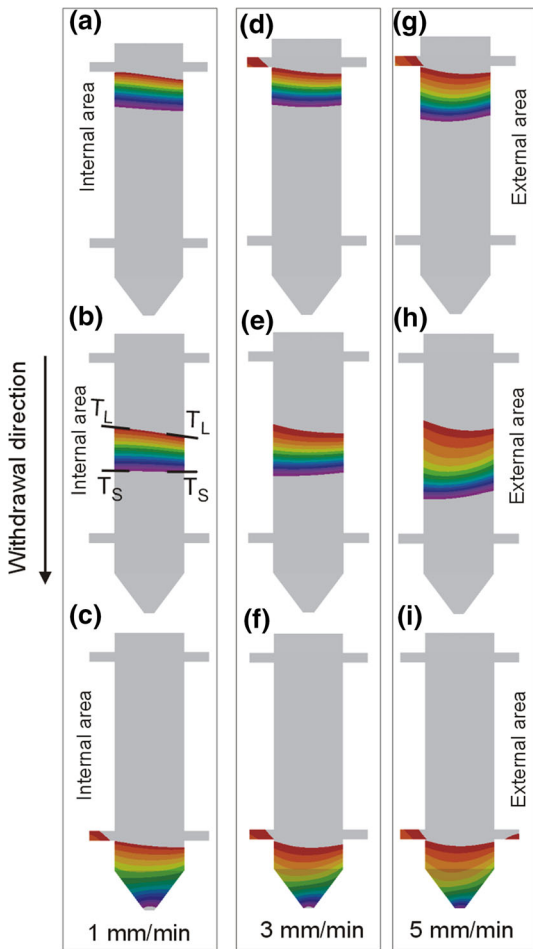 (a)
(d)
(g)
Internal area
External area
(b)
(e)
(h)
Withdrawal direction
Internal area
T_L
T_L
T_S
T_S
External area
(c)
(f)
(i)
Internal area
External area
1 mm/min
3 mm/min
5 mm/min